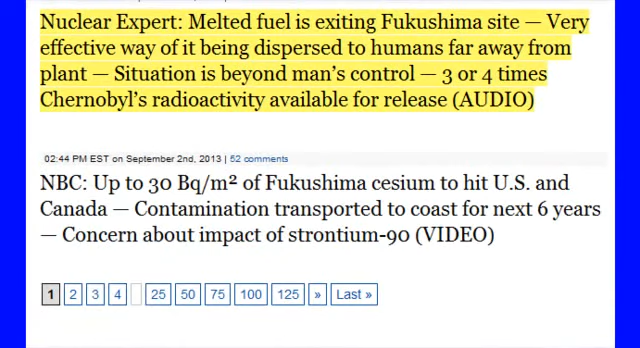 Nuclear Expert: Melted fuel is exiting Fukushima site — Very
effective way of it being dispersed to humans far away from
plant — Situation is beyond man's control — 3 or 4 times
Chernobyl's radioactivity available for release (AUDIO)
02:44 PM EST on September 2nd, 2013 | 52 comments
NBC: Up to 30 Bq/m² of Fukushima cesium to hit U.S. and
Canada — Contamination transported to coast for next 6 years
— Concern about impact of strontium-90 (VIDEO)
1 2 3 4 25 50 75 100 125 » Last »